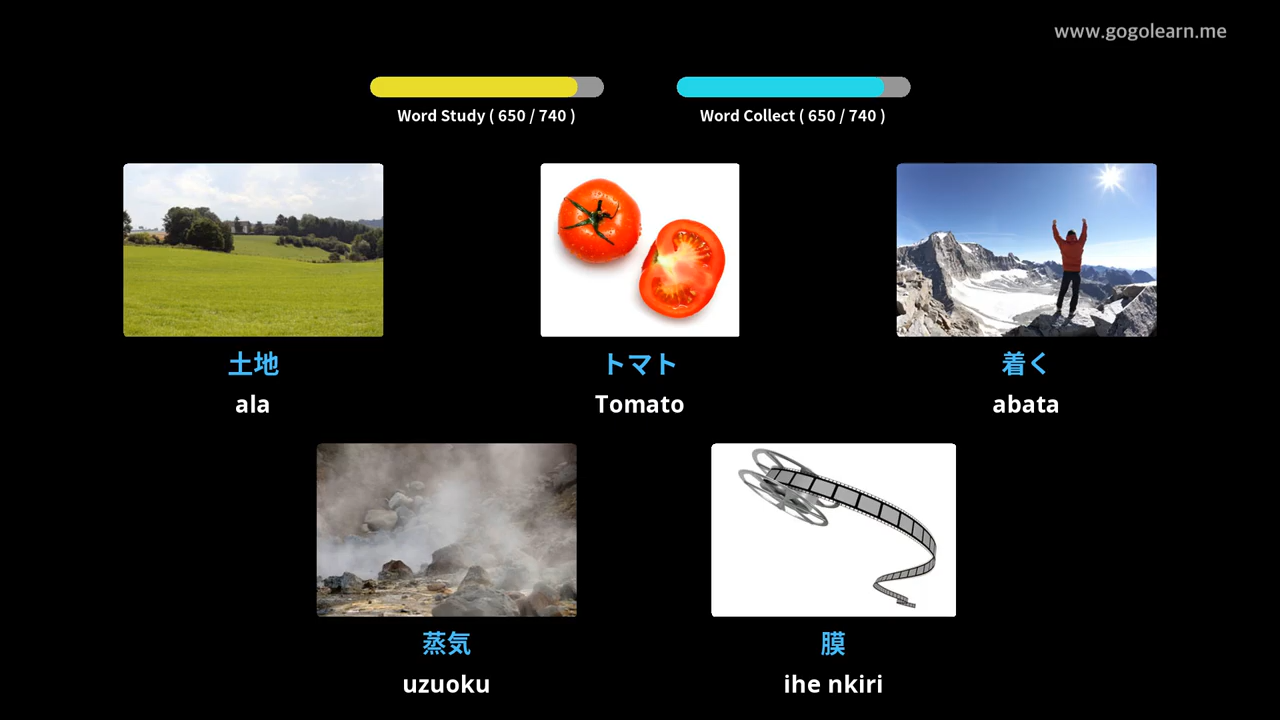 www.gogolearn.me
Word Study ( 650 / 740 )
Word Collect ( 650 / 740 )
土地
ala
トマト
Tomato
着く
abata
蒸気
uzuoku
膜
ihe nkiri